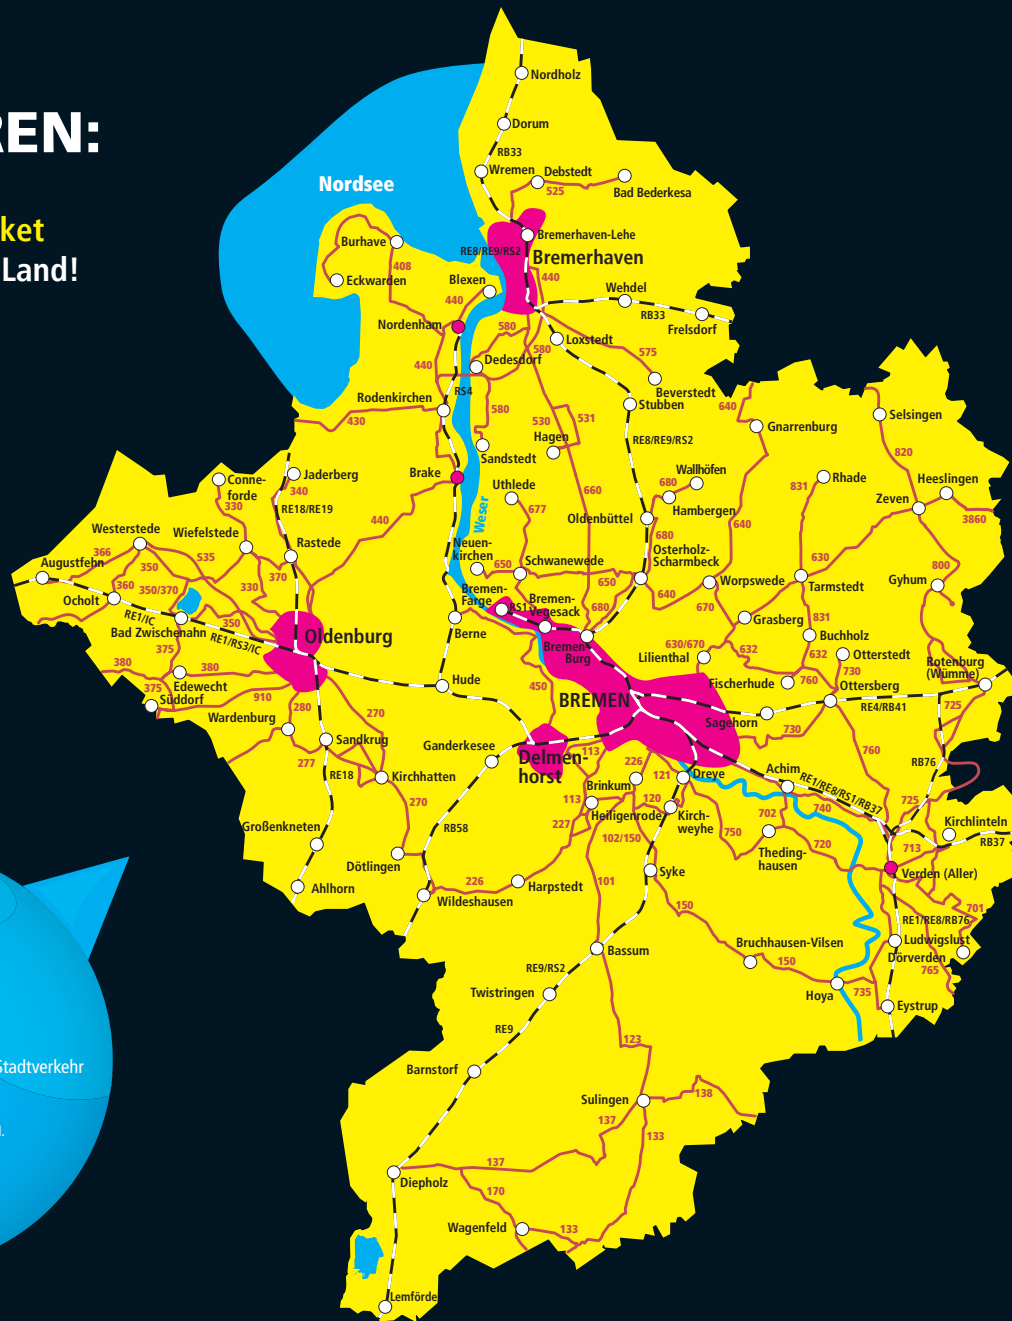 REN:
ket
Land!
Nordsee
Nordholz
Dorum
RB33
Wremen
Debstedt
525
Bad Bederkesa
Burhave
408
Eckwarden
Bremerhaven-Lehe
RE8/RE9/RS2
Bremerhaven
Blexen
440
440
Wehdel
RB33
Frelsdorf
Nordenham
580
580
Loxstedt
575
Dedesdorf
440
RS4
Beverstedt
Stubben
Rodenkirchen
430
580
530
531
640
Gnarrenburg
Selsingen
Hagen
RE8/RE9/RS2
820
Sandstedt
Brake
Conne-
forde
330
Jaderberg
340
RE18/RE19
Uthlede
677
660
Wallhöfen
680
Hambergen
831
Rhade
Heeslingen
Zeven
3860
Weser
440
Oldenbüttel
680
640
Westerstede
Wiefelstede
366
350
535
Rastede
Neuen-
kirchen
650
Schwanewede
Osterholz-
Scharmbeck
630
800
Augustfehn
360
350/370
330
370
650
Worpswede
Tarmstedt
Gyhum
Ocholt
RE1/IC
Bremen-
Farge
RS1
Bremen-
Vegesack
680
640
670
Grasberg
831
350
Bad Zwischenahn
RE1/RS3/IC
Oldenburg
Berne
Bremen-
Burg
Buchholz
375
630/670
Lilienthal
632
632
Otterstedt
Rotenburg
(Wümme)
380
380
Edewecht
375
Süddorf
910
Hude
450
BREMEN
Fischerhude
760
730
Ottersberg
Wardenburg
280
270
Sagehorn
RE4/RB41
725
Sandkrug
730
277
RE18
Kirchhatten
Ganderkesee
Delmen-
horst
113
226
121
Dreye
Achim
760
RB76
Brinkum
RE1/RE8/RS1/RB37
270
113
Heiligenrode
120
Kirch-
weyhe
702
740
725
Kirchlinteln
Großenkneten
RB58
227
102/150
750
Theding-
hausen
720
713
RB37
Dötlingen
Syke
Verden (Aller)
Ahlhorn
226
Harpstedt
101
Wildeshausen
150
701
RE1/RE8/RB76
Bruchhausen-Vilsen
Ludwigslust
Bassum
Dörverden
RE9/RS2
150
765
Twistringen
Hoya
735
Eystrup
RE9
123
Barnstorf
Stadtverkehr
Sulingen
138
137
133
137
Diepholz
170
Wagenfeld
133
Lemförde